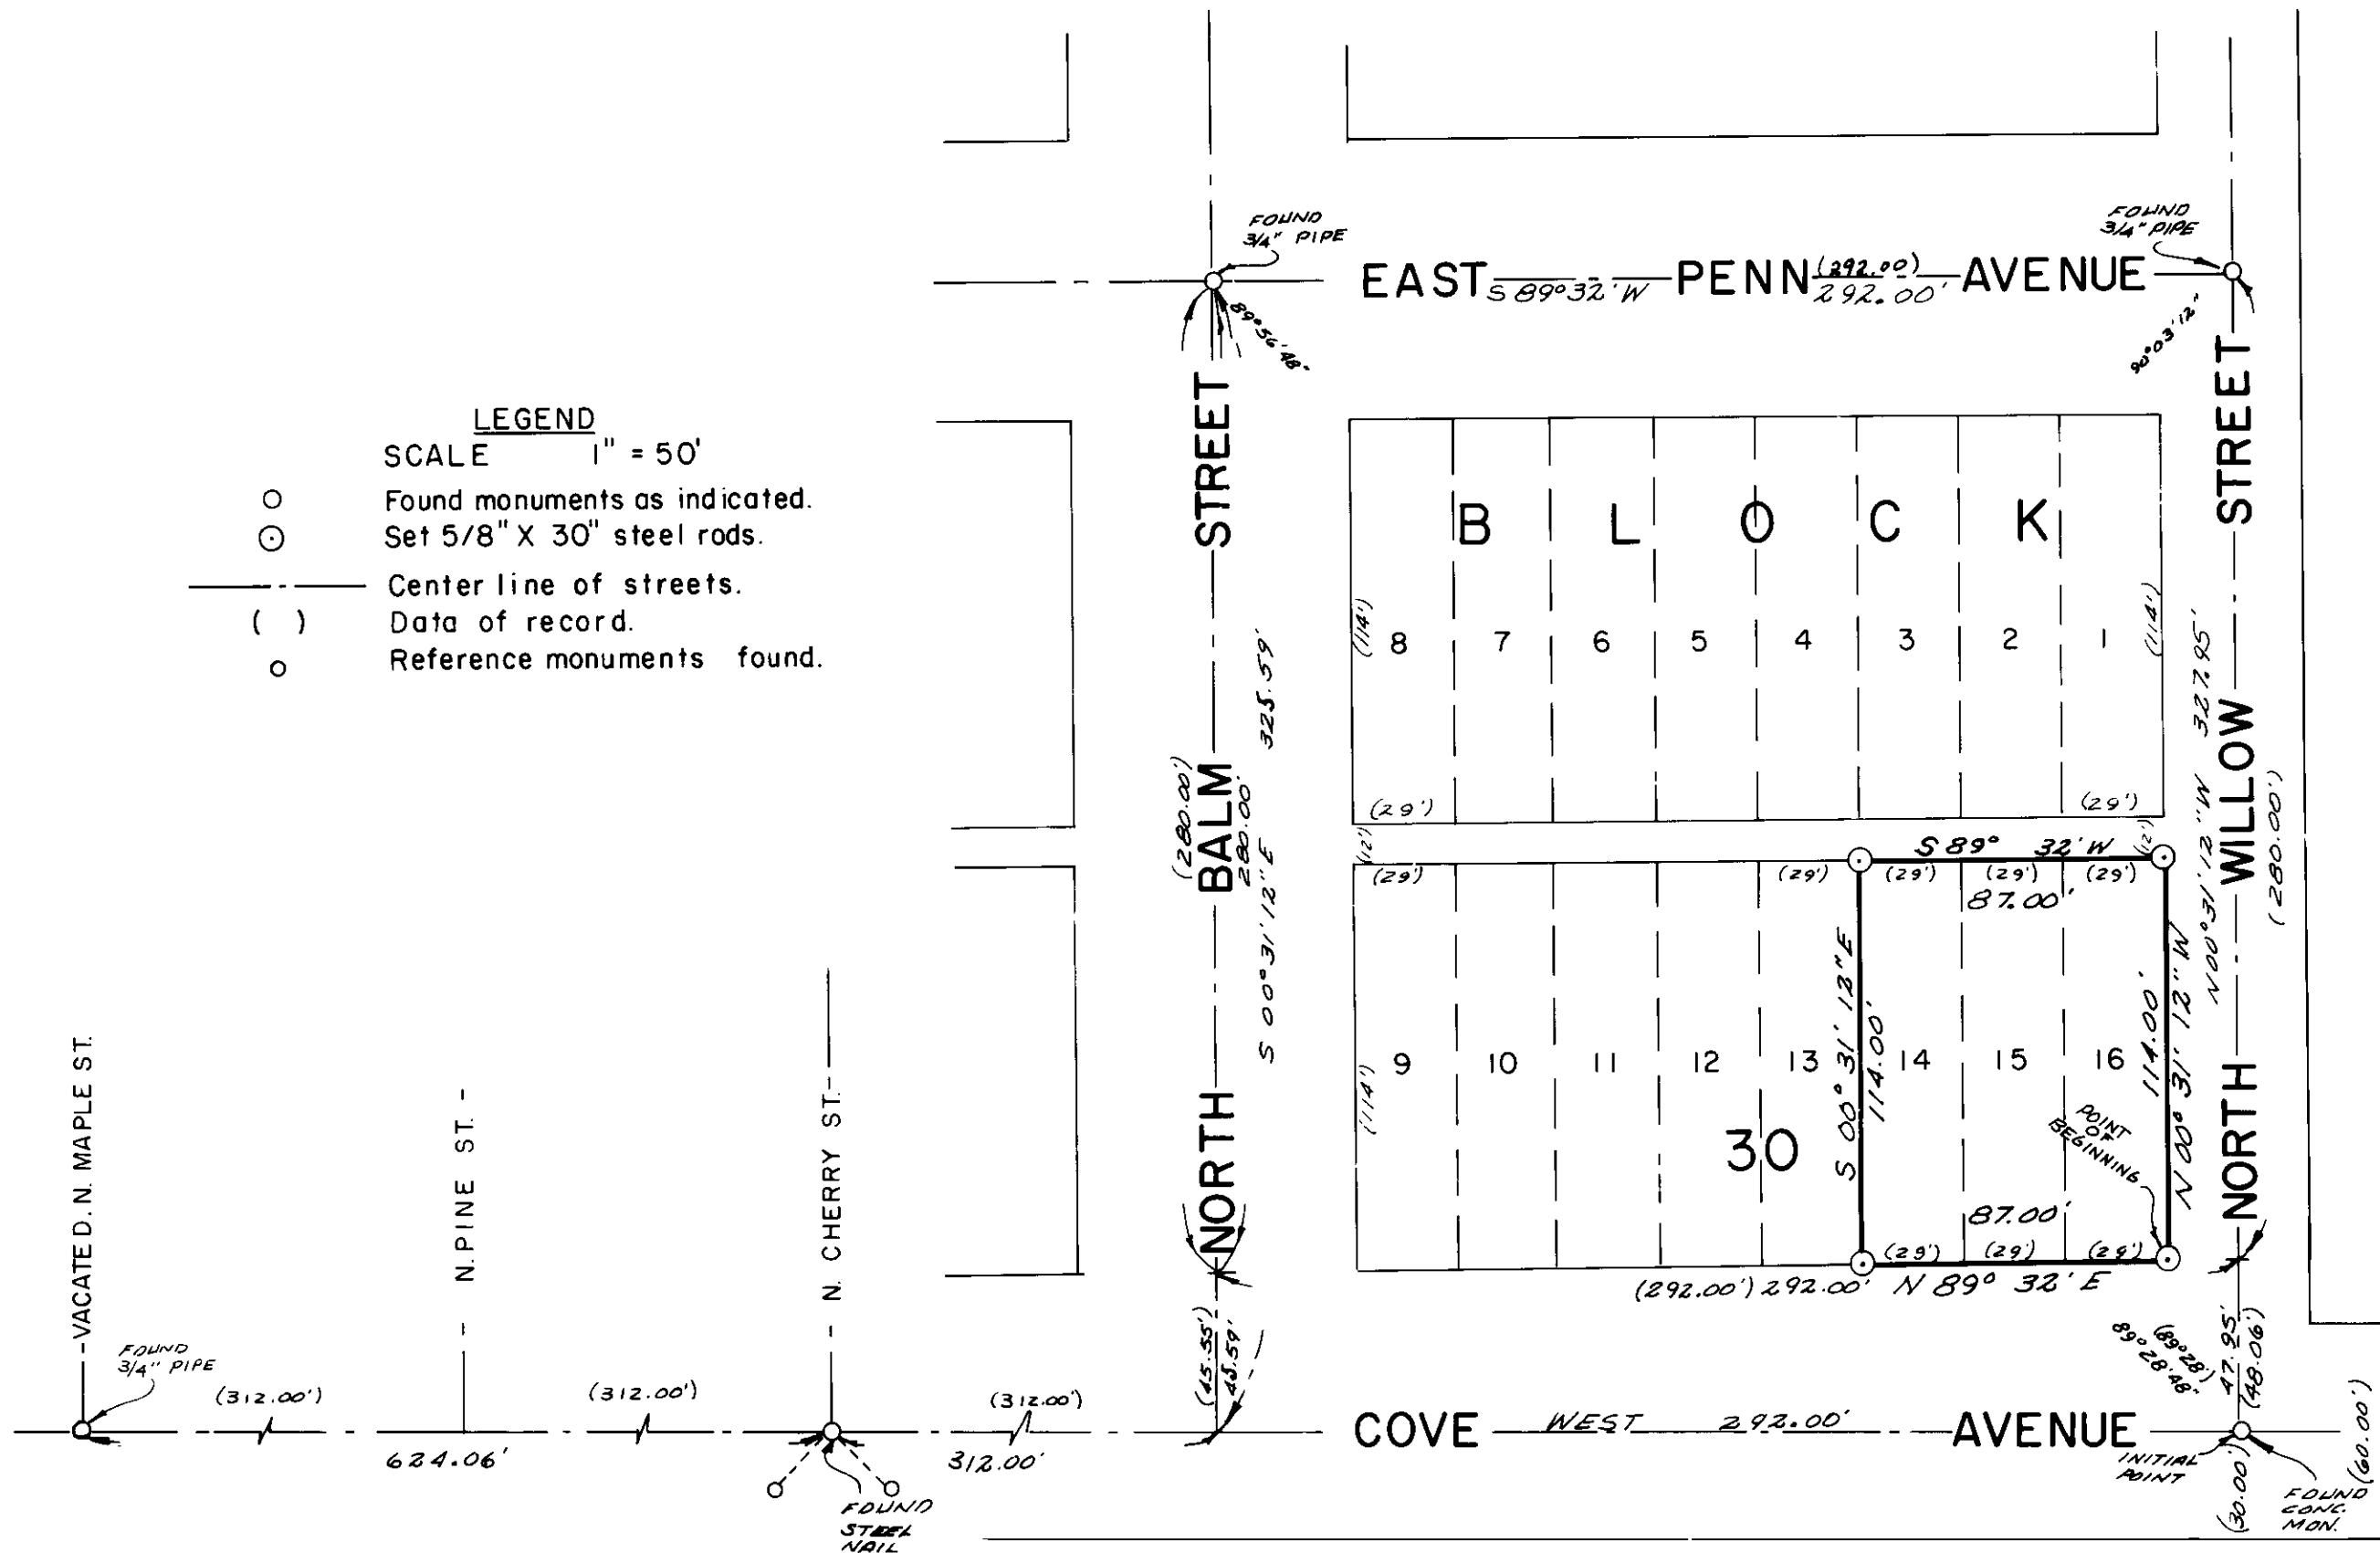 FOUND
3/4" PIPE
FOUND
3/4" PIPE
EAST S 89°32'W PENN (292.00) 292.00' AVENUE
89°56'48"
90°03'12"
LEGEND
SCALE 1" = 50'
Found monuments as indicated.
Set 5/8" X 30" steel rods.
Center line of streets.
( ) Data of record.
Reference monuments found.
NORTH BALM STREET
(280.00')
280.00'
S 00°31'12"E 325.59'
B L O C K
(114') 8 7 6 5 4 3 2 1 (114')
(29') (29')
(12') (12')
S 89° 32' W
(29') (29') (29') (29') (29')
87.00'
NORTH WILLOW STREET
N00°31'12"W 327.95'
(280.00')
(114') 9 10 11 12 13 14 15 16
S 00° 31' 12"E
114.00'
114.00'
N 00° 31' 12" W
30
POINT
OF
BEGINNING
87.00'
(29') (29') (29')
(292.00') 292.00' N 89° 32' E
VACATED. N. MAPLE ST.
N. PINE ST.
N. CHERRY ST.
FOUND
3/4" PIPE
(312.00') (312.00') (312.00')
624.06' 312.00'
FOUND
STEEL
NAIL
(45.55')
45.59'
COVE WEST 292.00' AVENUE
(89°28')
89°28'48"
47.95'
(48.06')
INITIAL
POINT
(30.00')
FOUND
CONC.
MON.
(60.00')